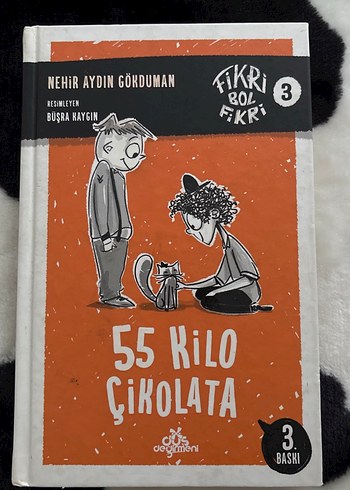 NEHİR AYDIN GÖKDUMAN
RESİMLEYEN
BÜŞRA KAYGIN
FİKRİ
BOL
FİKRİ
3
55 KİLO
ÇİKOLATA
düş
değirmeni
3.
BASKI